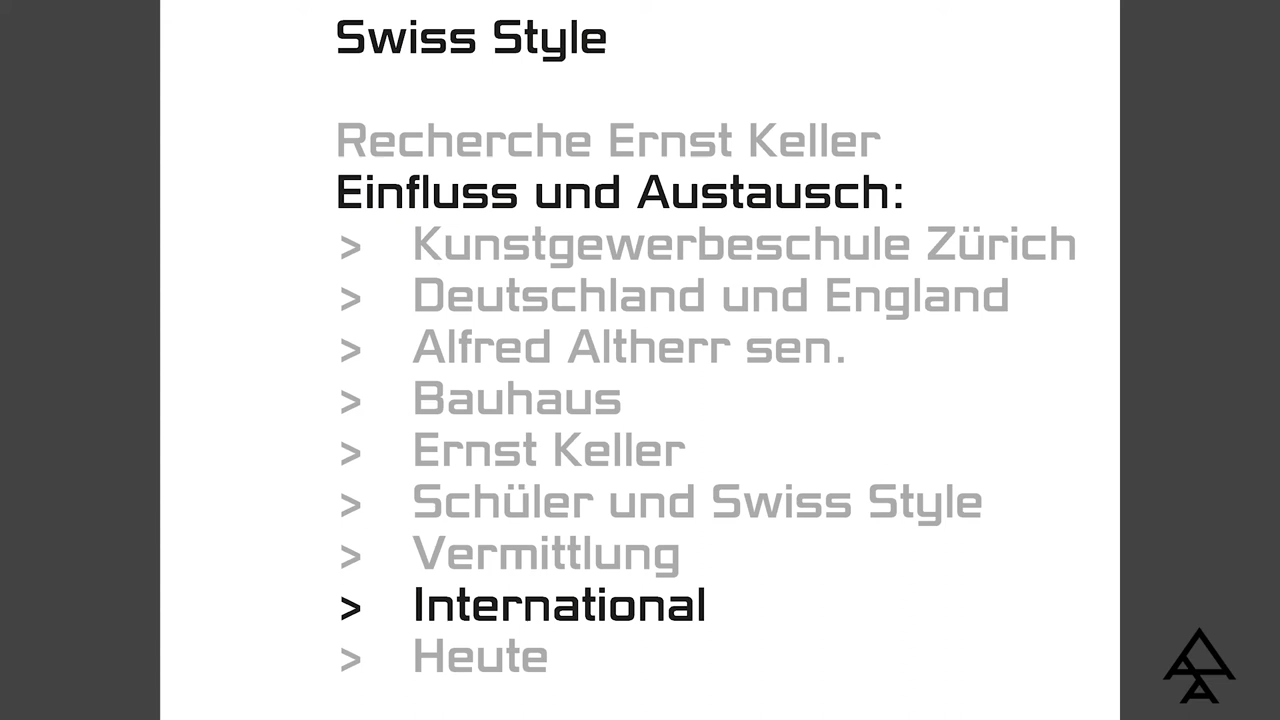 Swiss Style
Recherche Ernst Keller
Einfluss und Austausch:
> Kunstgewerbeschule Zürich
> Deutschland und England
> Alfred Altherr sen.
> Bauhaus
> Ernst Keller
> Schüler und Swiss Style
> Vermittlung
> International
> Heute